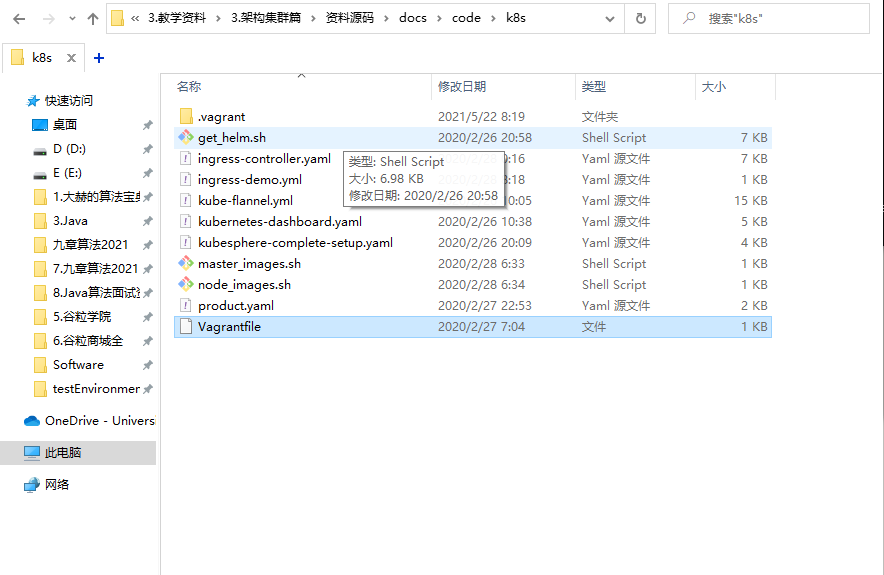 « 3.教学资料 › 3.架构集群篇 › 资料源码 › docs › code › k8s 搜索"k8s"
k8s
名称 修改日期 类型 大小
快速访问
桌面
D (D:)
E (E:)
1.大赫的算法宝典
3.Java
九章算法2021
7.九章算法2021
8.Java算法面试
5.谷粒学院
6.谷粒商城全
Software
testEnvironmer
OneDrive - Univers
此电脑
网络
.vagrant 2021/5/22 8:19 文件夹
get_helm.sh 2020/2/26 20:58 Shell Script 7 KB
ingress-controller.yaml 9:16 Yaml 源文件 7 KB
ingress-demo.yml 8:18 Yaml 源文件 1 KB
kube-flannel.yml 0:05 Yaml 源文件 15 KB
kubernetes-dashboard.yaml 2020/2/26 10:38 Yaml 源文件 5 KB
kubesphere-complete-setup.yaml 2020/2/26 20:09 Yaml 源文件 4 KB
master_images.sh 2020/2/28 6:33 Shell Script 1 KB
node_images.sh 2020/2/28 6:34 Shell Script 1 KB
product.yaml 2020/2/27 22:53 Yaml 源文件 2 KB
Vagrantfile 2020/2/27 7:04 文件 1 KB
类型: Shell Script
大小: 6.98 KB
修改日期: 2020/2/26 20:58